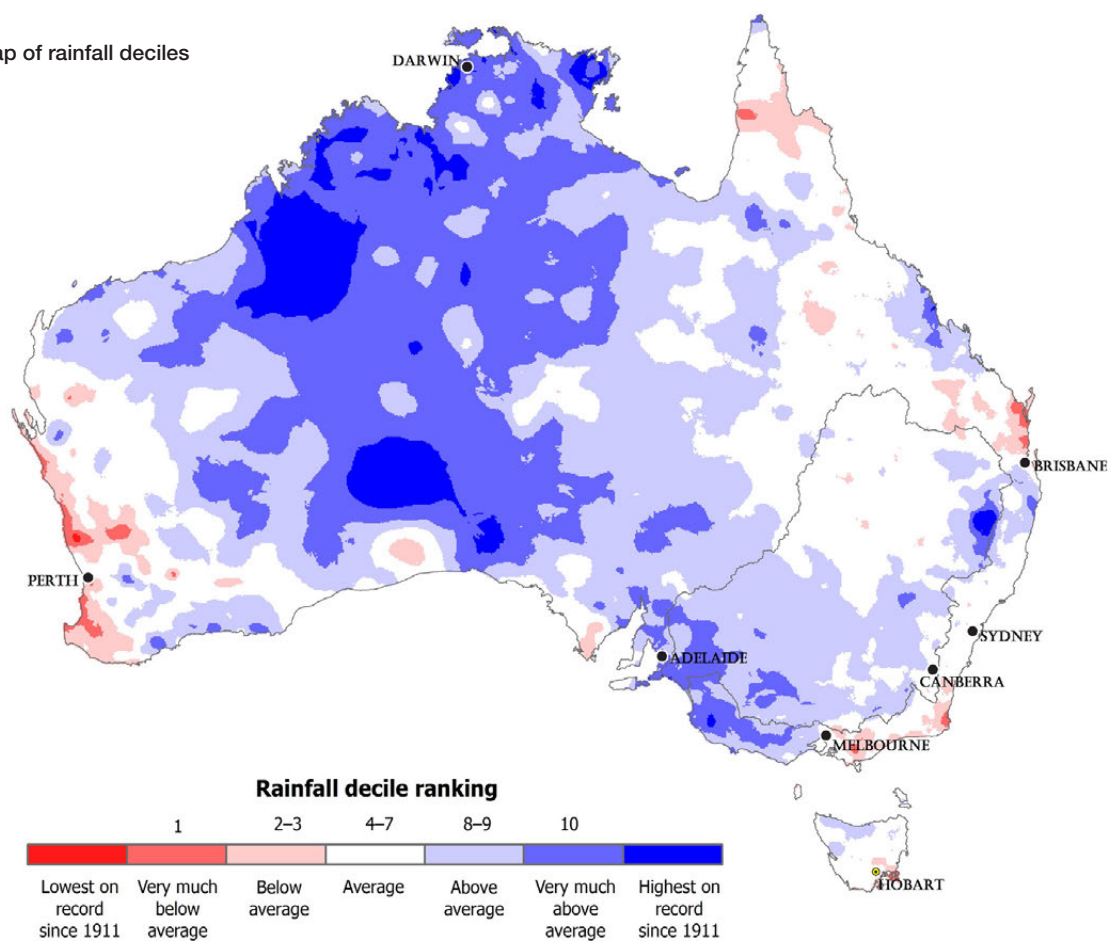 ap of rainfall deciles
DARWIN
BRISBANE
PERTH
SYDNEY
ADELAIDE
CANBERRA
MELBOURNE
HOBART
Rainfall decile ranking
1 2–3 4–7 8–9 10
Lowest on record since 1911
Very much below average
Below average
Average
Above average
Very much above average
Highest on record since 1911